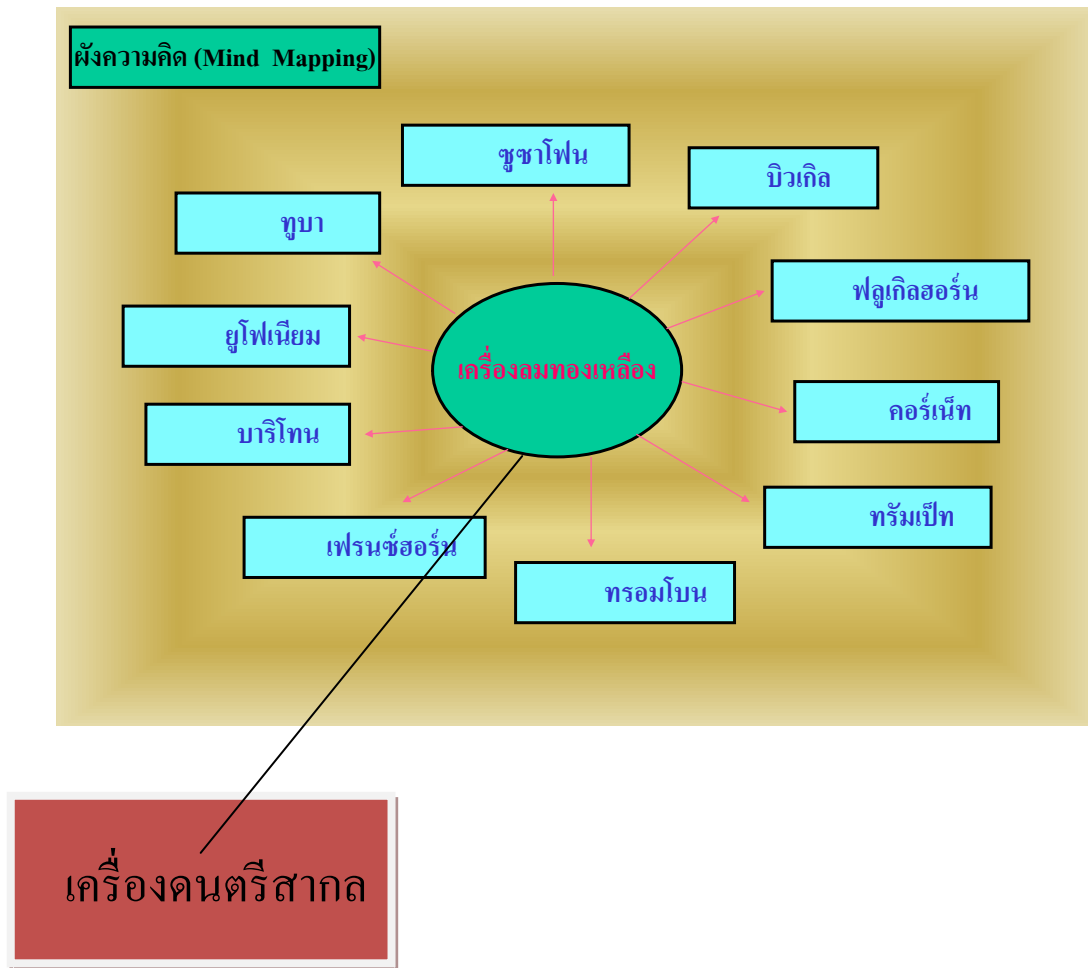 ผังความคิด (Mind Mapping)
ซูซาโฟน
บิวเกิล
ทูบา
ฟลูเกิลฮอร์น
ยูโฟเนียม
เครื่องลมทองเหลือง
คอร์เน็ท
บาริโทน
ทรัมเป็ท
เฟรนซ์ฮอร์น
ทรอมโบน
เครื่องดนตรีสากล